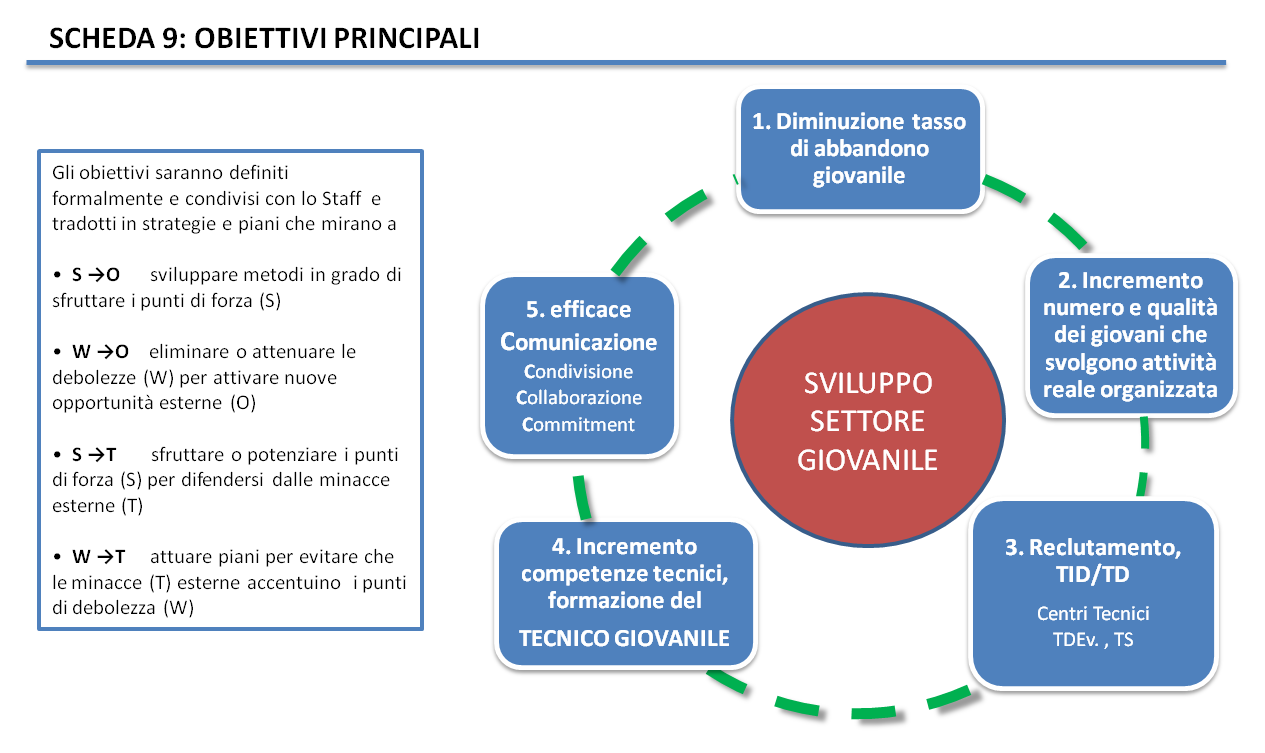 SCHEDA 9: OBIETTIVI PRINCIPALI
Gli obiettivi saranno definiti
formalmente e condivisi con lo Staff e
tradotti in strategie e piani che mirano a
• S →O sviluppare metodi in grado di
sfruttare i punti di forza (S)
• W →O eliminare o attenuare le
debolezze (W) per attivare nuove
opportunità esterne (O)
• S →T sfruttare o potenziare i punti
di forza (S) per difendersi dalle minacce
esterne (T)
• W →T attuare piani per evitare che
le minacce (T) esterne accentuino i punti
di debolezza (W)
1. Diminuzione tasso
di abbandono
giovanile
2. Incremento
numero e qualità
dei giovani che
svolgono attività
reale organizzata
3. Reclutamento,
TID/TD
Centri Tecnici
TDEv. , TS
4. Incremento
competenze tecnici,
formazione del
TECNICO GIOVANILE
5. efficace
Comunicazione
Condivisione
Collaborazione
Commitment
SVILUPPO
SETTORE
GIOVANILE